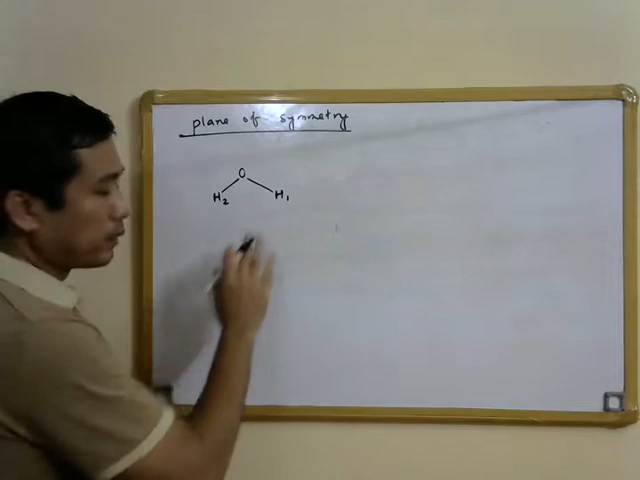 plane of symmetry
O
H₂ H₁